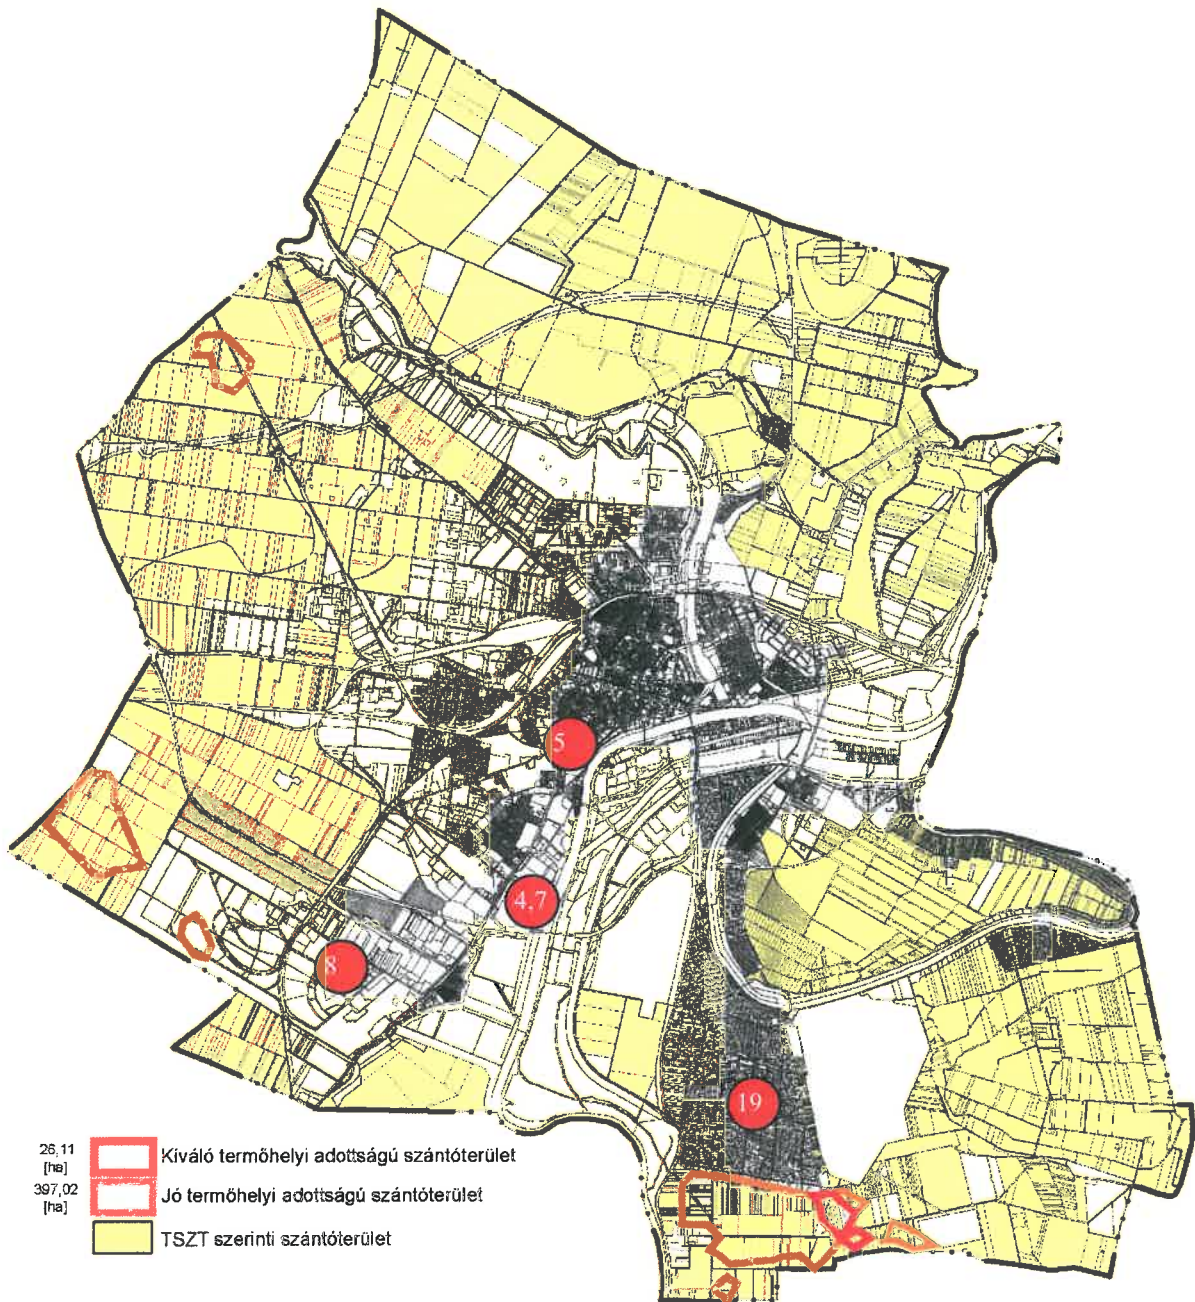 5
4,7
8
19
26,11
[ha]
Kiváló termőhelyi adottságú szántóterület
397,02
[ha]
Jó termőhelyi adottságú szántóterület
TSZT szerinti szántóterület